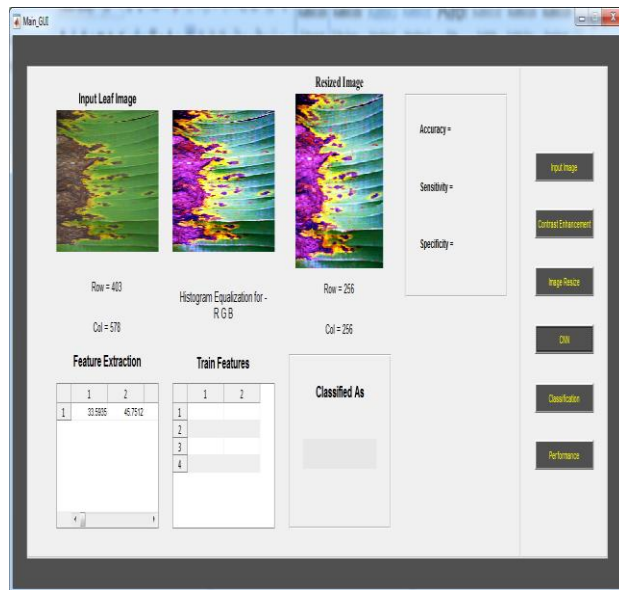 Main_GUI
Input Leaf Image
Resized Image
Row = 403
Col = 578
Histogram Equalization for -
R G B
Row = 256
Col = 256
Accuracy =
Sensitivity =
Specificity =
Input Image
Contrast Enhancement
Image Resize
CNN
Classification
Performance
Feature Extraction
1 2
1 33.5935 45.7512
Train Features
1 2
1
2
3
4
Classified As